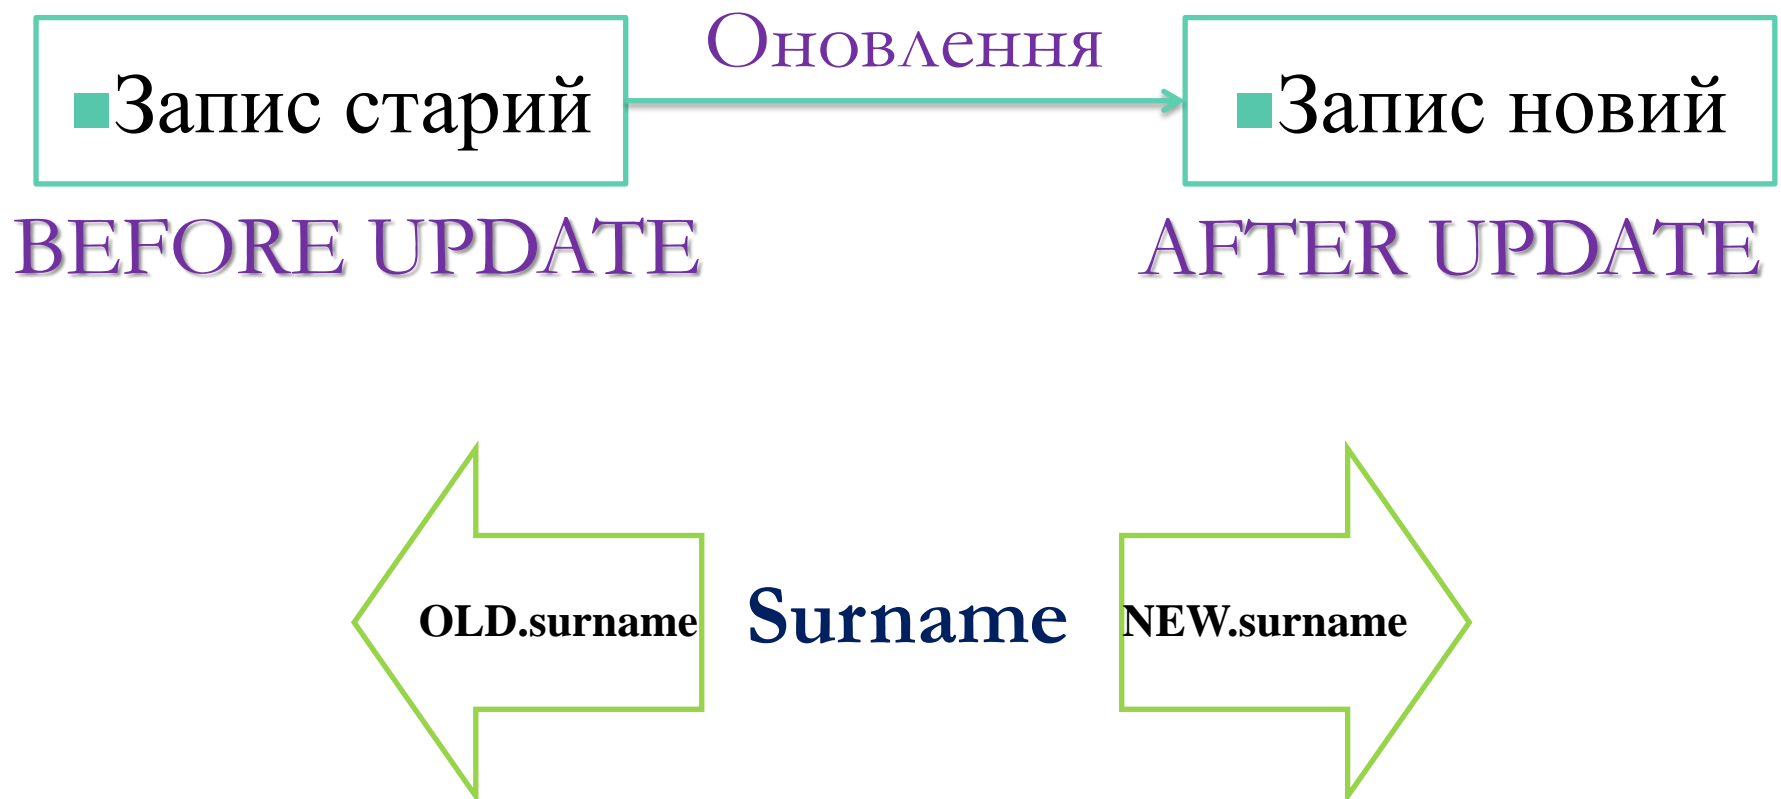 Оновлення
Запис старий
Запис новий
BEFORE UPDATE
AFTER UPDATE
OLD.surname
Surname
NEW.surname